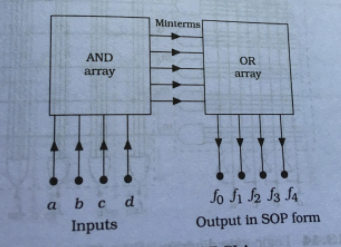 Minterms
AND
array
OR
array
a b c d
f0 f1 f2 f3 f4
Inputs
Output in SOP form